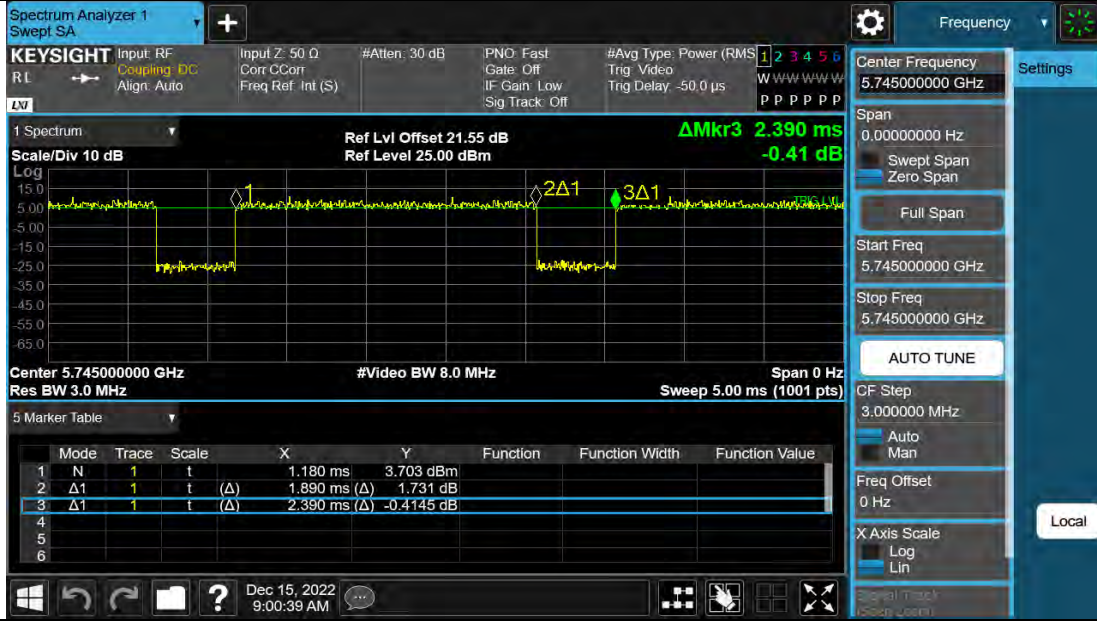 Spectrum Analyzer 1
Swept SA
+
Frequency
KEYSIGHT
RL
LXI
Input: RF
Coupling: DC
Align: Auto
Input Z: 50 Ω
Corr CCorr
Freq Ref: Int (S)
#Atten: 30 dB
PNO: Fast
Gate: Off
IF Gain: Low
Sig Track: Off
#Avg Type: Power (RMS
Trig: Video
Trig Delay: -50.0 µs
1 2 3 4 5 6
W W W W W W
P P P P P P
Center Frequency
5.745000000 GHz
Settings
1 Spectrum
Scale/Div 10 dB
Ref Lvl Offset 21.55 dB
Ref Level 25.00 dBm
ΔMkr3 2.390 ms
-0.41 dB
Log
15.0
5.00
-5.00
-15.0
-25.0
-35.0
-45.0
-55.0
-65.0
1
2Δ1
3Δ1
TRIG LVL
Center 5.745000000 GHz
#Video BW 8.0 MHz
Span 0 Hz
Res BW 3.0 MHz
Sweep 5.00 ms (1001 pts)
Span
0.00000000 Hz
Swept Span
Zero Span
Full Span
Start Freq
5.745000000 GHz
Stop Freq
5.745000000 GHz
AUTO TUNE
CF Step
3.000000 MHz
Auto
Man
Freq Offset
0 Hz
X Axis Scale
Log
Lin
Signal Track
(Span Zoom)
Local
5 Marker Table
Mode Trace Scale X Y Function Function Width Function Value
1 N 1 t 1.180 ms 3.703 dBm
2 Δ1 1 t (Δ) 1.890 ms (Δ) 1.731 dB
3 Δ1 1 t (Δ) 2.390 ms (Δ) -0.4145 dB
4
5
6
?
Dec 15, 2022
9:00:39 AM